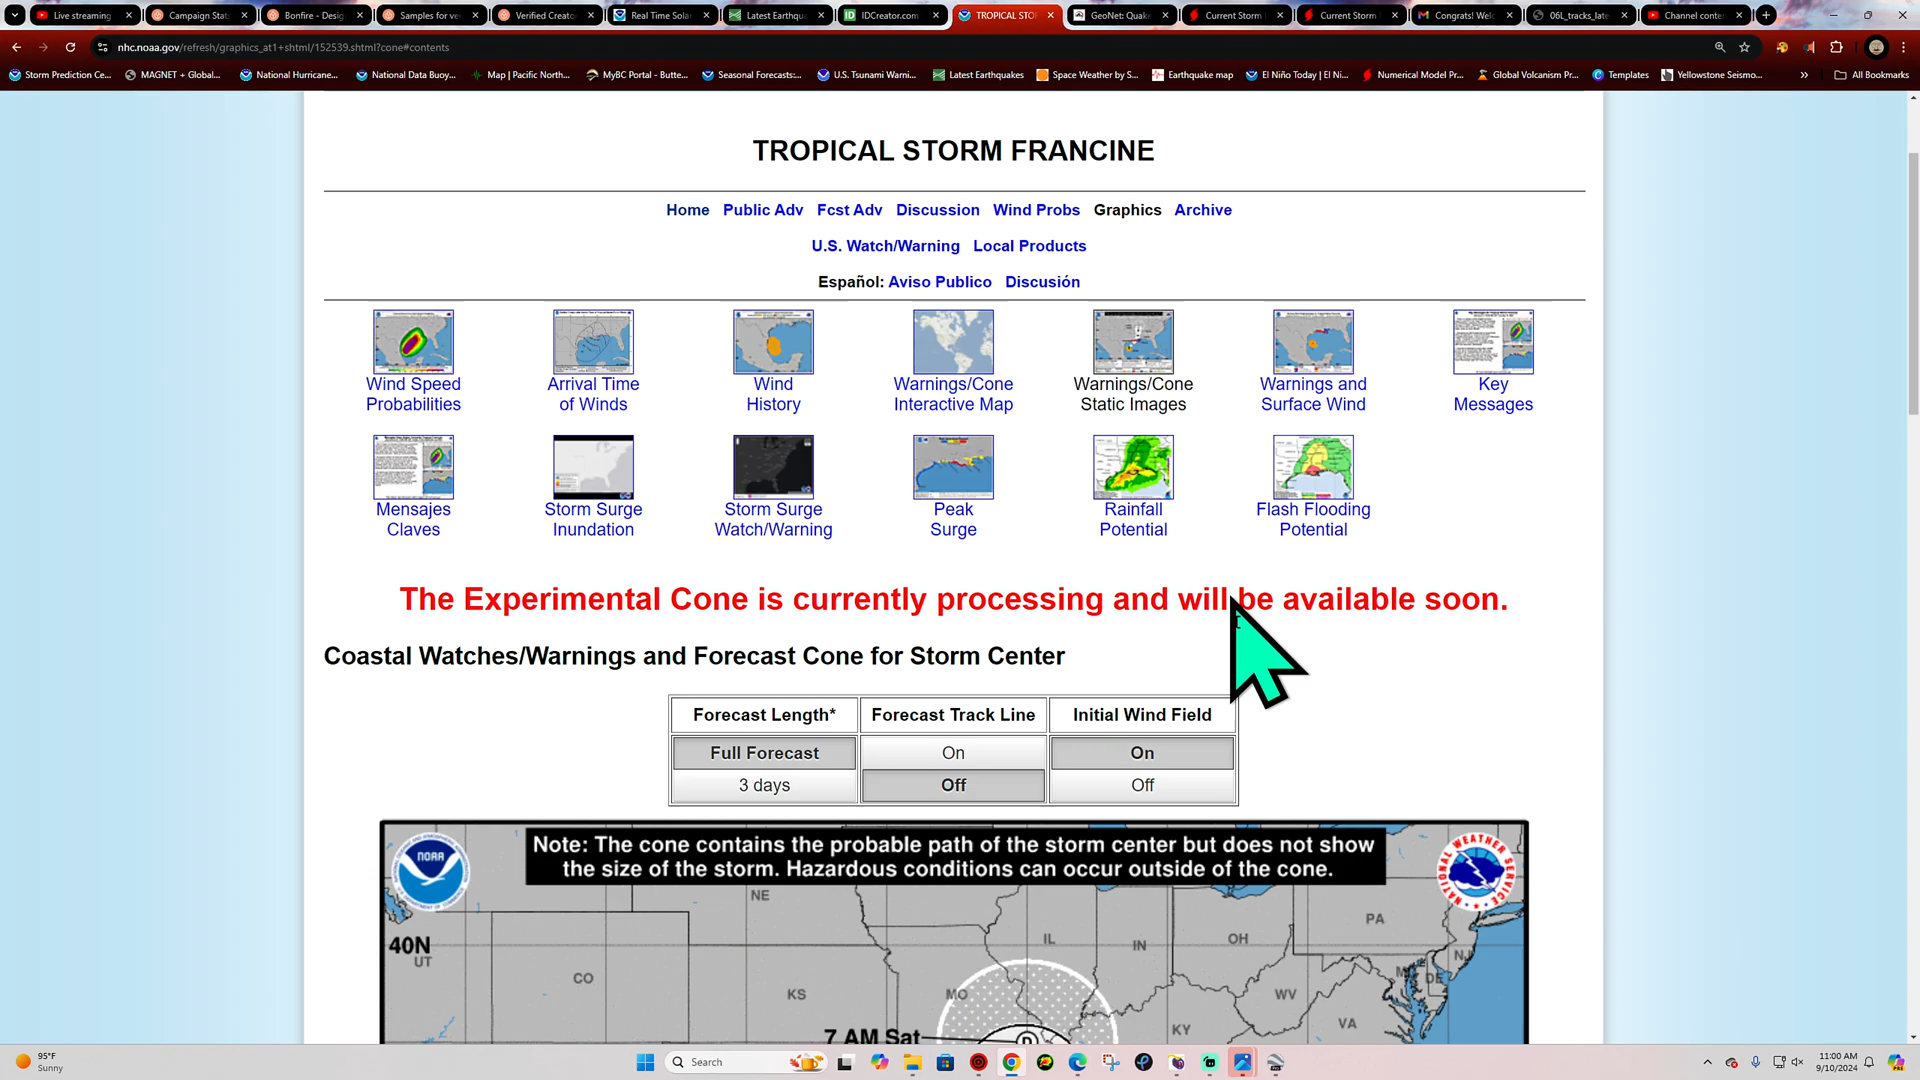 Live streaming
Campaign Stat
Bonfire - Desig
Samples for ve
Verified Creato
Real Time Sola
Latest Earthqu
IDCreator.com
TROPICAL STO
GeoNet: Quak
Current Storm
Current Storm
Congrats! Wel
06L_tracks_late
Channel conte
nhc.noaa.gov/refresh/graphics_at1+shtml/152539.shtml?cone#contents
Storm Prediction Ce...
MAGNET + Global...
National Hurricane...
National Data Buoy...
Map | Pacific North...
MyBC Portal - Butte...
Seasonal Forecasts:...
U.S. Tsunami Warni...
Latest Earthquakes
Space Weather by S...
Earthquake map
El Niño Today | El Ni...
Numerical Model Pr...
Global Volcanism Pr...
Templates
Yellowstone Seismo...
»
All Bookmarks
TROPICAL STORM FRANCINE
Home Public Adv Fcst Adv Discussion Wind Probs Graphics Archive
U.S. Watch/Warning Local Products
Español: Aviso Publico Discusión
Wind Speed
Probabilities
Arrival Time
of Winds
Wind
History
Warnings/Cone
Interactive Map
Warnings/Cone
Static Images
Warnings and
Surface Wind
Key
Messages
Mensajes
Claves
Storm Surge
Inundation
Storm Surge
Watch/Warning
Peak
Surge
Rainfall
Potential
Flash Flooding
Potential
The Experimental Cone is currently processing and will be available soon.
Coastal Watches/Warnings and Forecast Cone for Storm Center
Forecast Length* Forecast Track Line Initial Wind Field
Full Forecast On On
3 days Off Off
Note: The cone contains the probable path of the storm center but does not show
the size of the storm. Hazardous conditions can occur outside of the cone.
NOAA
NATIONAL WEATHER SERVICE
NE
PA
40N
IL
IN
OH
UT
CO
KS
MO
WV
DE
KY
VA
7 AM Sat
D
95°F
Sunny
Search
11:00 AM
9/10/2024